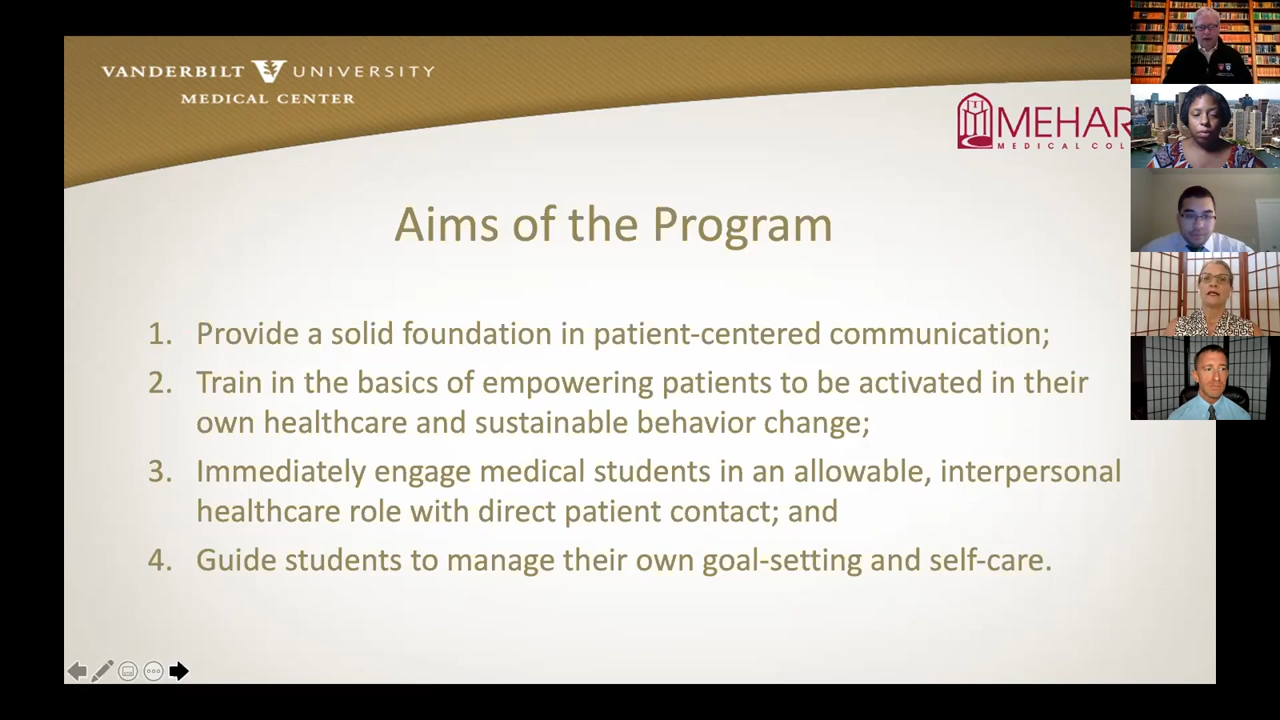 VANDERBILT UNIVERSITY
MEDICAL CENTER
MEHAR
MEDICAL COL
Aims of the Program
1. Provide a solid foundation in patient-centered communication;
2. Train in the basics of empowering patients to be activated in their
own healthcare and sustainable behavior change;
3. Immediately engage medical students in an allowable, interpersonal
healthcare role with direct patient contact; and
4. Guide students to manage their own goal-setting and self-care.